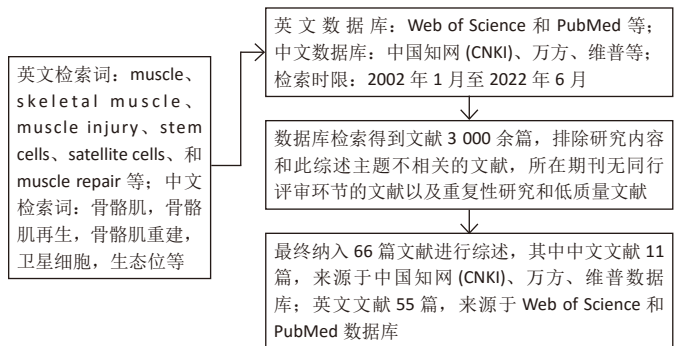 英文检索词：muscle、
skeletal muscle、
muscle injury、stem
cells、satellite cells、和
muscle repair 等；中文
检索词：骨骼肌，骨骼
肌再生，骨骼肌重建，
卫星细胞，生态位等
英文数据库：Web of Science 和 PubMed 等；
中文数据库：中国知网 (CNKI)、万方、维普等；
检索时限：2002 年 1 月至 2022 年 6 月
数据库检索得到文献 3 000 余篇，排除研究内容
和此综述主题不相关的文献，所在期刊无同行
评审环节的文献以及重复性研究和低质量文献
最终纳入 66 篇文献进行综述，其中中文文献 11
篇，来源于中国知网 (CNKI)、万方、维普数据
库；英文文献 55 篇，来源于 Web of Science 和
PubMed 数据库